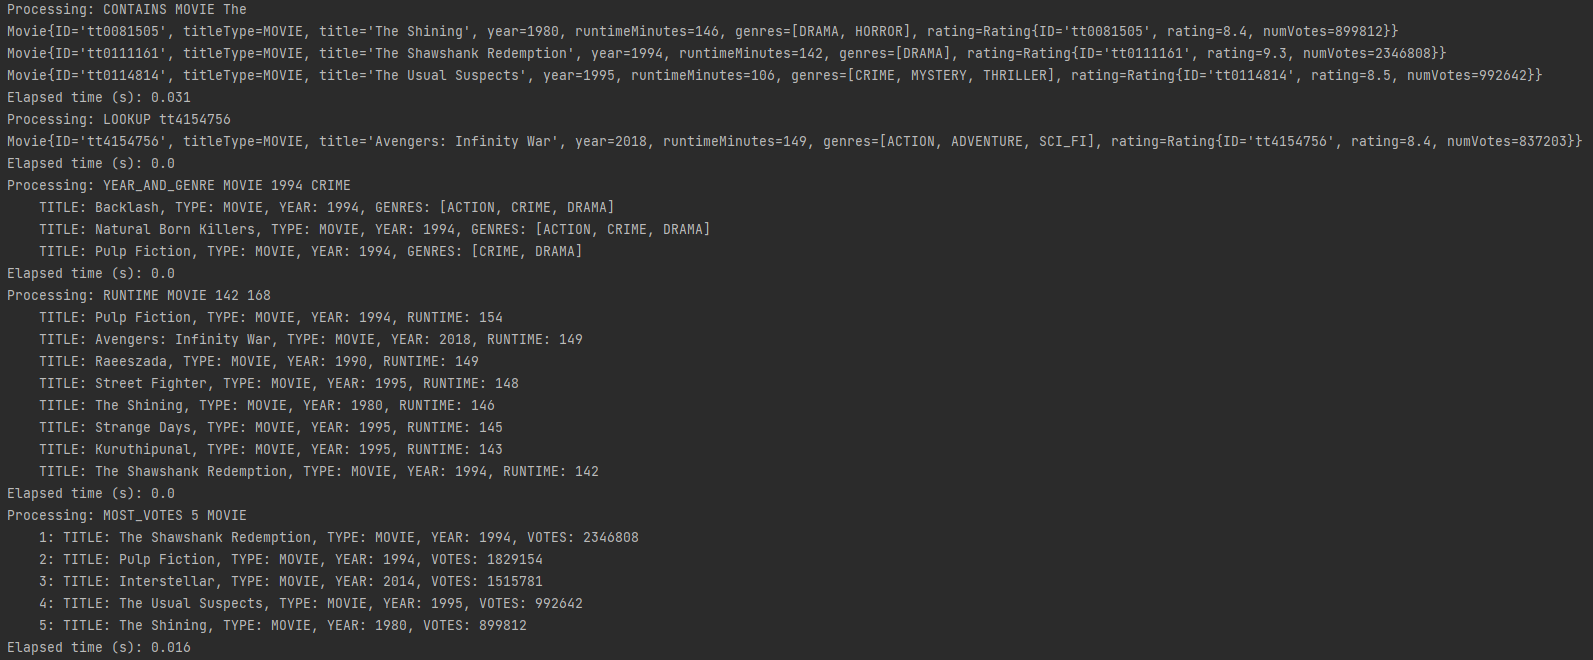 Processing: CONTAINS MOVIE The
Movie{ID='tt0081505', titleType=MOVIE, title='The Shining', year=1980, runtimeMinutes=146, genres=[DRAMA, HORROR], rating=Rating{ID='tt0081505', rating=8.4, numVotes=899812}}
Movie{ID='tt0111161', titleType=MOVIE, title='The Shawshank Redemption', year=1994, runtimeMinutes=142, genres=[DRAMA], rating=Rating{ID='tt0111161', rating=9.3, numVotes=2346808}}
Movie{ID='tt0114814', titleType=MOVIE, title='The Usual Suspects', year=1995, runtimeMinutes=106, genres=[CRIME, MYSTERY, THRILLER], rating=Rating{ID='tt0114814', rating=8.5, numVotes=992642}}
Elapsed time (s): 0.031
Processing: LOOKUP tt4154756
Movie{ID='tt4154756', titleType=MOVIE, title='Avengers: Infinity War', year=2018, runtimeMinutes=149, genres=[ACTION, ADVENTURE, SCI_FI], rating=Rating{ID='tt4154756', rating=8.4, numVotes=837203}}
Elapsed time (s): 0.0
Processing: YEAR_AND_GENRE MOVIE 1994 CRIME
    TITLE: Backlash, TYPE: MOVIE, YEAR: 1994, GENRES: [ACTION, CRIME, DRAMA]
    TITLE: Natural Born Killers, TYPE: MOVIE, YEAR: 1994, GENRES: [ACTION, CRIME, DRAMA]
    TITLE: Pulp Fiction, TYPE: MOVIE, YEAR: 1994, GENRES: [CRIME, DRAMA]
Elapsed time (s): 0.0
Processing: RUNTIME MOVIE 142 168
    TITLE: Pulp Fiction, TYPE: MOVIE, YEAR: 1994, RUNTIME: 154
    TITLE: Avengers: Infinity War, TYPE: MOVIE, YEAR: 2018, RUNTIME: 149
    TITLE: Raeeszada, TYPE: MOVIE, YEAR: 1990, RUNTIME: 149
    TITLE: Street Fighter, TYPE: MOVIE, YEAR: 1995, RUNTIME: 148
    TITLE: The Shining, TYPE: MOVIE, YEAR: 1980, RUNTIME: 146
    TITLE: Strange Days, TYPE: MOVIE, YEAR: 1995, RUNTIME: 145
    TITLE: Kuruthipunal, TYPE: MOVIE, YEAR: 1995, RUNTIME: 143
    TITLE: The Shawshank Redemption, TYPE: MOVIE, YEAR: 1994, RUNTIME: 142
Elapsed time (s): 0.0
Processing: MOST_VOTES 5 MOVIE
    1: TITLE: The Shawshank Redemption, TYPE: MOVIE, YEAR: 1994, VOTES: 2346808
    2: TITLE: Pulp Fiction, TYPE: MOVIE, YEAR: 1994, VOTES: 1829154
    3: TITLE: Interstellar, TYPE: MOVIE, YEAR: 2014, VOTES: 1515781
    4: TITLE: The Usual Suspects, TYPE: MOVIE, YEAR: 1995, VOTES: 992642
    5: TITLE: The Shining, TYPE: MOVIE, YEAR: 1980, VOTES: 899812
Elapsed time (s): 0.016